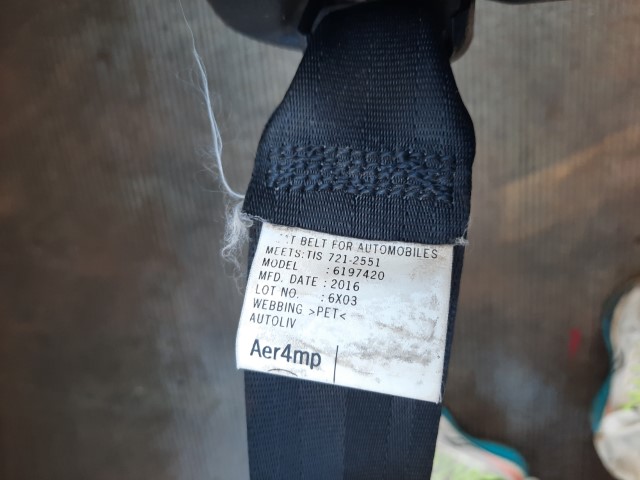 BELT FOR AUTOMOBILES
MEETS:TIS 721-2551
MODEL : 6197420
MFD. DATE : 2016
LOT NO. : 6X03
WEBBING >PET<
AUTOLIV
Aer4mp